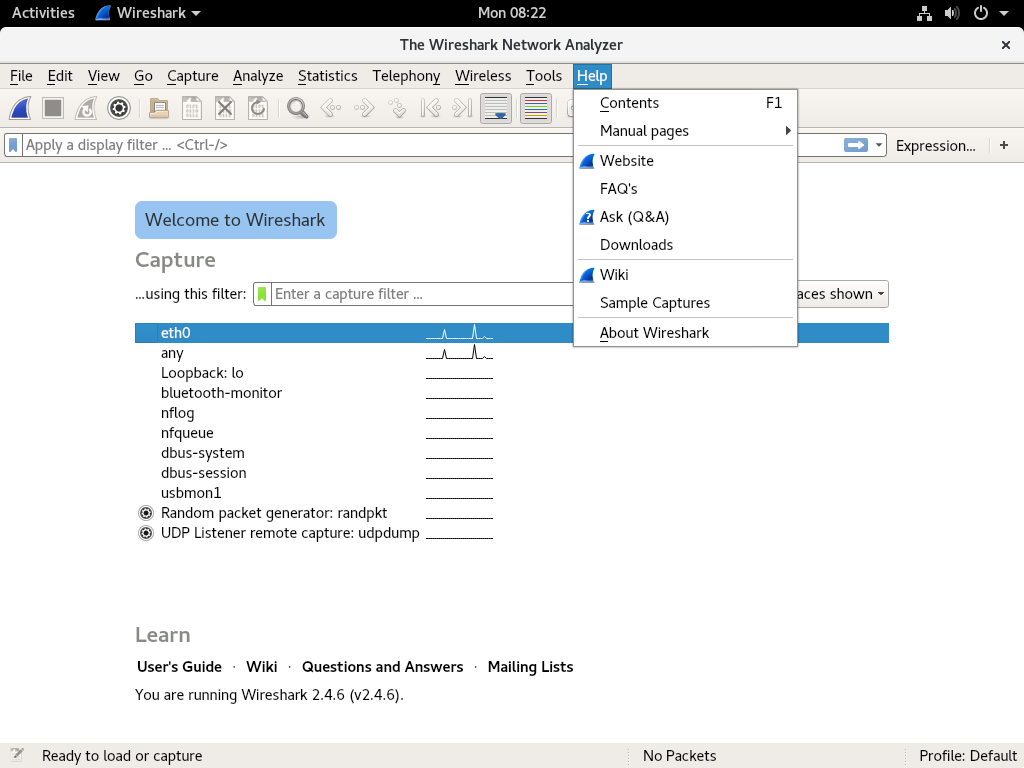 Activities Wireshark Mon 08:22
The Wireshark Network Analyzer
File Edit View Go Capture Analyze Statistics Telephony Wireless Tools Help
Apply a display filter ... <Ctrl-/> Expression... +
Contents F1
Manual pages
Website
FAQ's
Ask (Q&A)
Downloads
Wiki
Sample Captures
About Wireshark
Welcome to Wireshark
Capture
...using this filter: Enter a capture filter ... shown
eth0
any
Loopback: lo
bluetooth-monitor
nflog
nfqueue
dbus-system
dbus-session
usbmon1
Random packet generator: randpkt
UDP Listener remote capture: udpdump
Learn
User's Guide · Wiki · Questions and Answers · Mailing Lists
You are running Wireshark 2.4.6 (v2.4.6).
Ready to load or capture No Packets Profile: Default